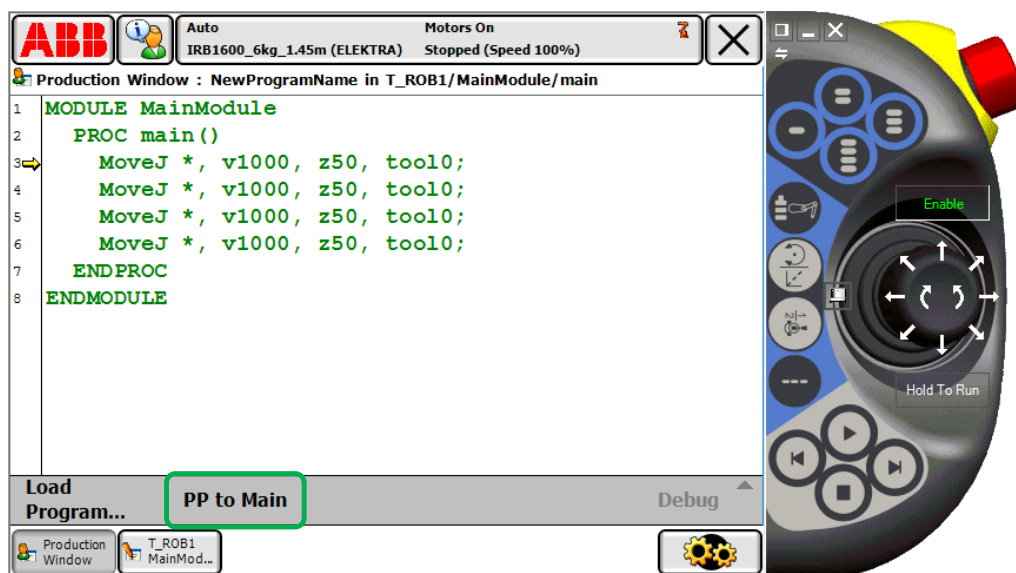 ABB
Auto
Motors On
IRB1600_6kg_1.45m (ELEKTRA)
Stopped (Speed 100%)
Production Window : NewProgramName in T_ROB1/MainModule/main
1 MODULE MainModule
2 PROC main()
3 MoveJ *, v1000, z50, tool0;
4 MoveJ *, v1000, z50, tool0;
5 MoveJ *, v1000, z50, tool0;
6 MoveJ *, v1000, z50, tool0;
7 ENDPROC
8 ENDMODULE
Enable
Hold To Run
Load
Program...
PP to Main
Debug
Production
Window
T_ROB1
MainMod...